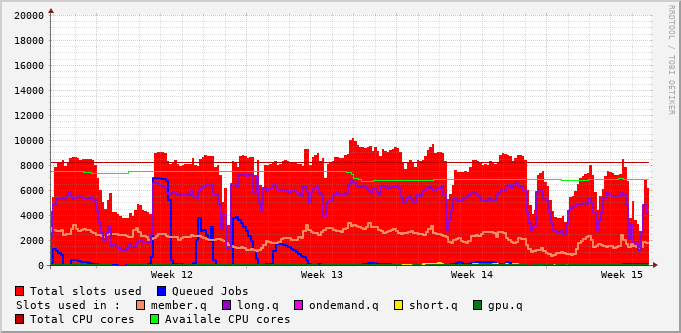 20000
18000
16000
14000
12000
10000
8000
6000
4000
2000
0
Week 12 Week 13 Week 14 Week 15
Total slots used Queued Jobs
Slots used in : member.q long.q ondemand.q short.q gpu.q
Total CPU cores Availale CPU cores
RRDTOOL / TOBI OETIKER